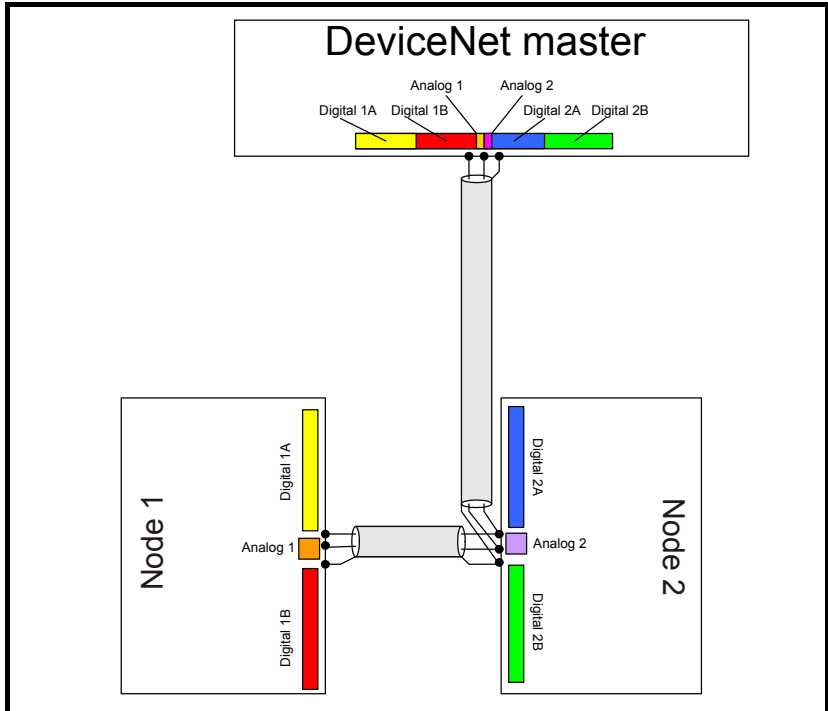 DeviceNet master
Analog 1 Analog 2
Digital 1A Digital 1B Digital 2A Digital 2B
Node 1
Digital 1A
Analog 1
Digital 1B
Digital 2A
Analog 2
Digital 2B
Node 2